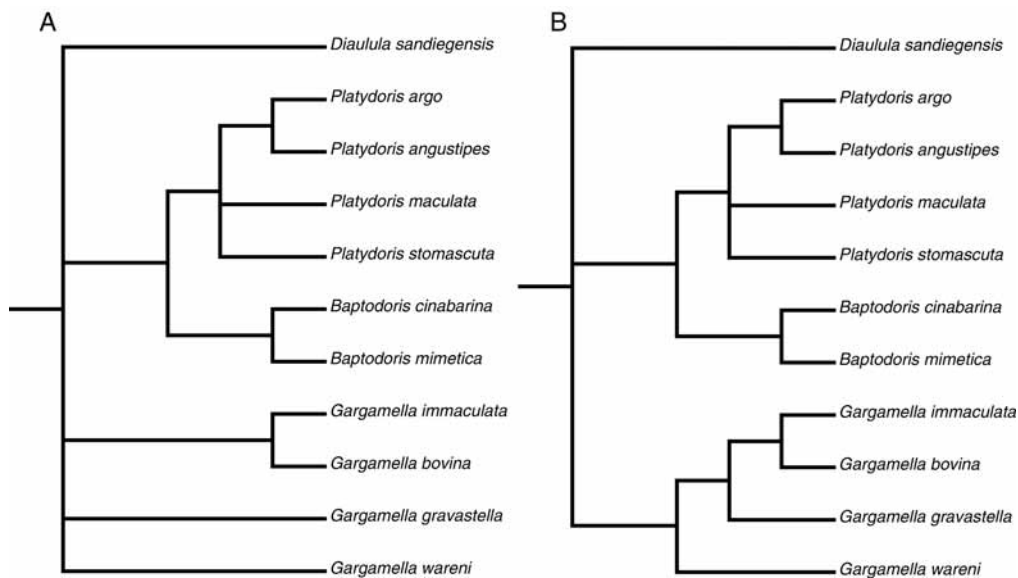 A
Diaulula sandiegensis
Platydoris argo
Platydoris angustipes
Platydoris maculata
Platydoris stomascuta
Baptodoris cinabarina
Baptodoris mimetica
Gargamella immaculata
Gargamella bovina
Gargamella gravastella
Gargamella wareni
B
Diaulula sandiegensis
Platydoris argo
Platydoris angustipes
Platydoris maculata
Platydoris stomascuta
Baptodoris cinabarina
Baptodoris mimetica
Gargamella immaculata
Gargamella bovina
Gargamella gravastella
Gargamella wareni